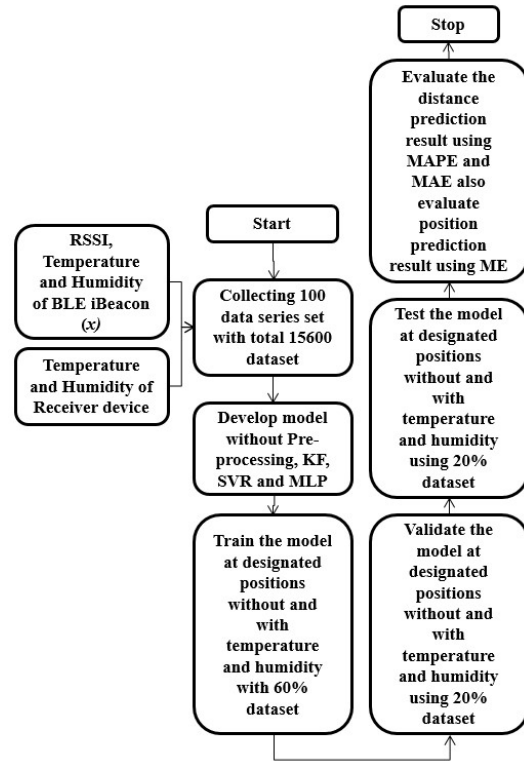 Start
RSSI,
Temperature
and Humidity
of BLE iBeacon
(x)
Temperature
and Humidity of
Receiver device
Collecting 100
data series set
with total 15600
dataset
Develop model
without Pre-
processing, KF,
SVR and MLP
Train the model
at designated
positions
without and
with
temperature
and humidity
with 60%
dataset
Validate the
model at
designated
positions
without and
with
temperature
and humidity
using 20%
dataset
Test the model
at designated
positions
without and
with
temperature
and humidity
using 20%
dataset
Evaluate the
distance
prediction
result using
MAPE and
MAE also
evaluate
position
prediction
result using ME
Stop